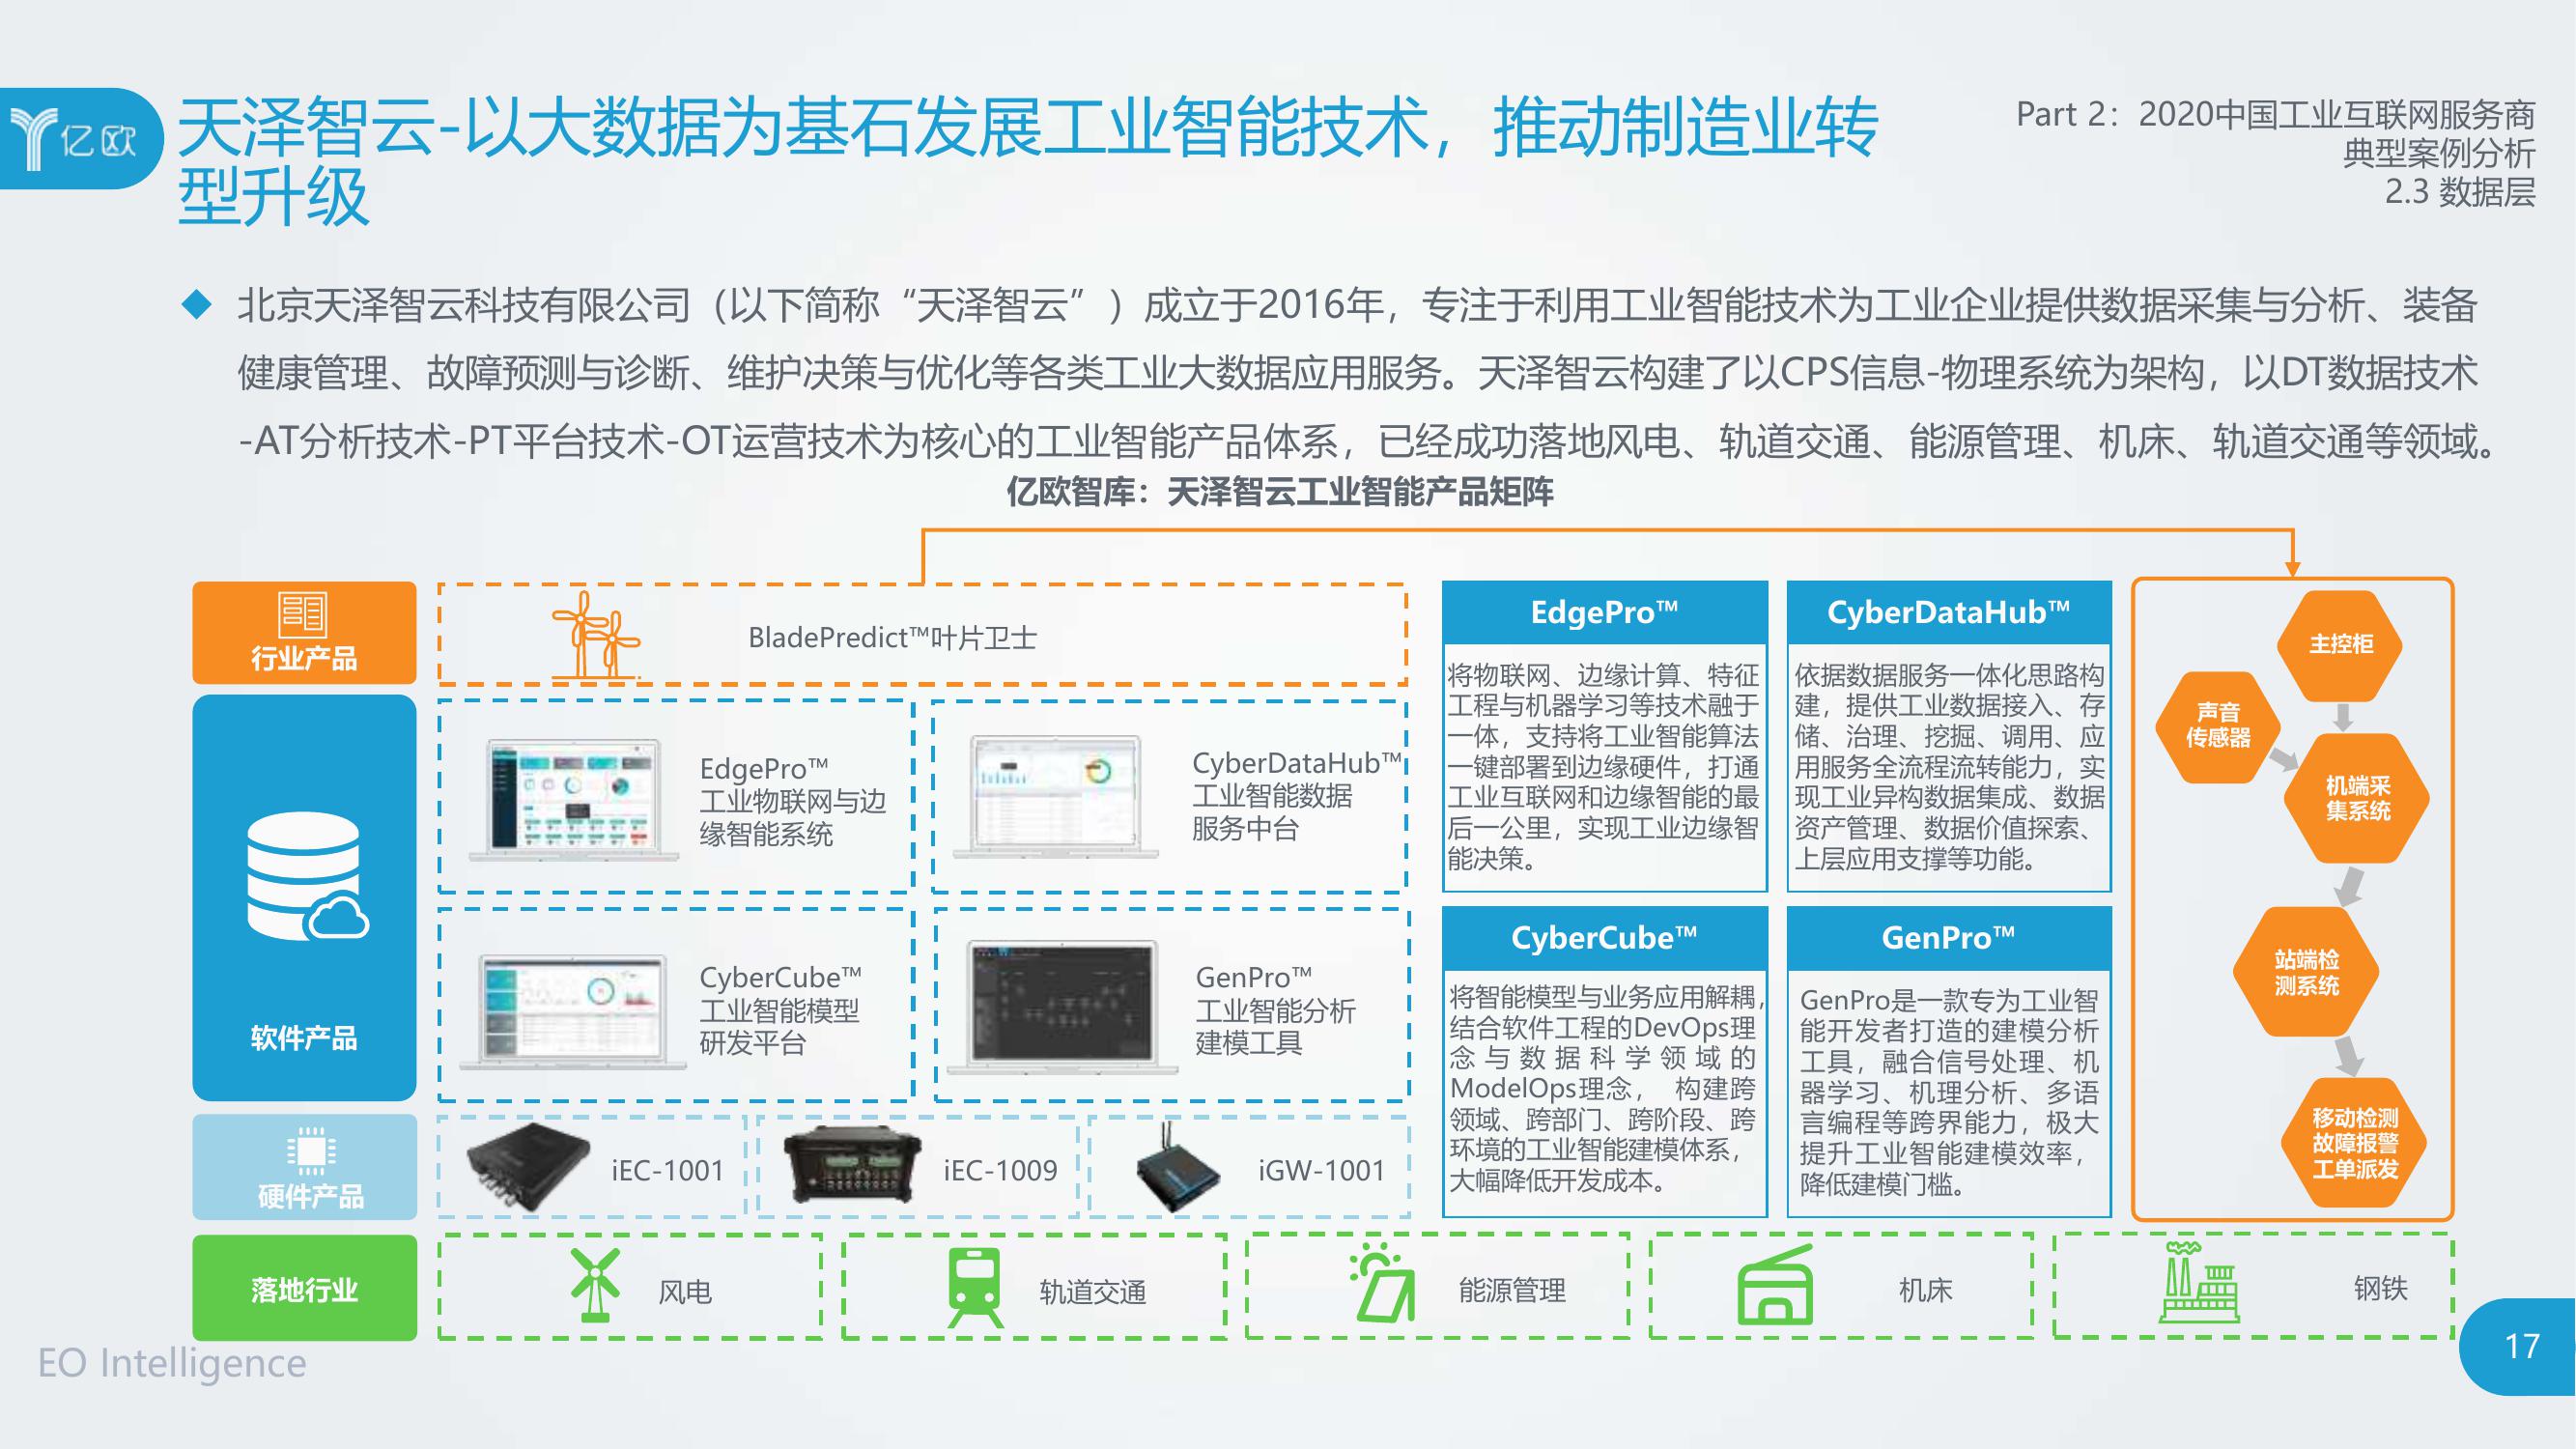 亿欧
天泽智云-以大数据为基石发展工业智能技术，推动制造业转
型升级
Part 2：2020中国工业互联网服务商
典型案例分析
2.3 数据层
北京天泽智云科技有限公司（以下简称“天泽智云”）成立于2016年，专注于利用工业智能技术为工业企业提供数据采集与分析、装备
健康管理、故障预测与诊断、维护决策与优化等各类工业大数据应用服务。天泽智云构建了以CPS信息-物理系统为架构，以DT数据技术
-AT分析技术-PT平台技术-OT运营技术为核心的工业智能产品体系，已经成功落地风电、轨道交通、能源管理、机床、轨道交通等领域。
亿欧智库：天泽智云工业智能产品矩阵
行业产品
BladePredict™叶片卫士
软件产品
EdgePro™
工业物联网与边
缘智能系统
CyberDataHub™
工业智能数据
服务中台
CyberCube™
工业智能模型
研发平台
GenPro™
工业智能分析
建模工具
硬件产品
iEC-1001
iEC-1009
iGW-1001
EdgePro™
将物联网、边缘计算、特征
工程与机器学习等技术融于
一体，支持将工业智能算法
一键部署到边缘硬件，打通
工业互联网和边缘智能的最
后一公里，实现工业边缘智
能决策。
CyberDataHub™
依据数据服务一体化思路构
建，提供工业数据接入、存
储、治理、挖掘、调用、应
用服务全流程流转能力，实
现工业异构数据集成、数据
资产管理、数据价值探索、
上层应用支撑等功能。
CyberCube™
将智能模型与业务应用解耦，
结合软件工程的DevOps理
念与数据科学领域的
ModelOps理念， 构建跨
领域、跨部门、跨阶段、跨
环境的工业智能建模体系，
大幅降低开发成本。
GenPro™
GenPro是一款专为工业智
能开发者打造的建模分析
工具，融合信号处理、机
器学习、机理分析、多语
言编程等跨界能力，极大
提升工业智能建模效率，
降低建模门槛。
主控柜
声音
传感器
机端采
集系统
站端检
测系统
移动检测
故障报警
工单派发
落地行业
风电
轨道交通
能源管理
机床
钢铁
EO Intelligence
17